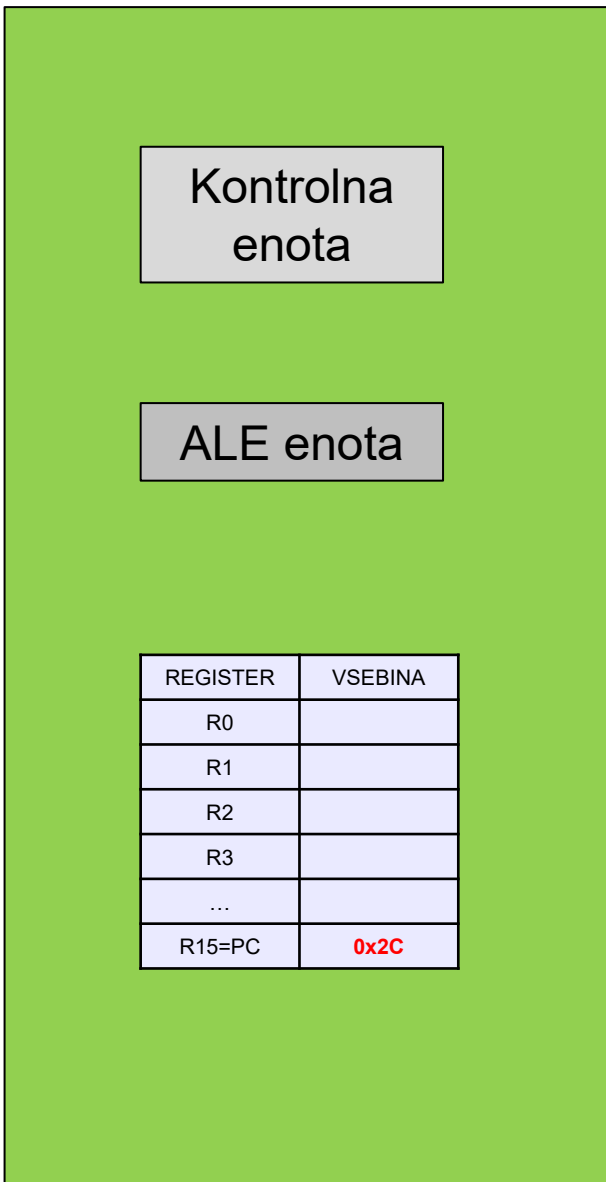 Kontrolna
enota
ALE enota
REGISTER VSEBINA
R0
R1
R2
R3
…
R15=PC 0x2C